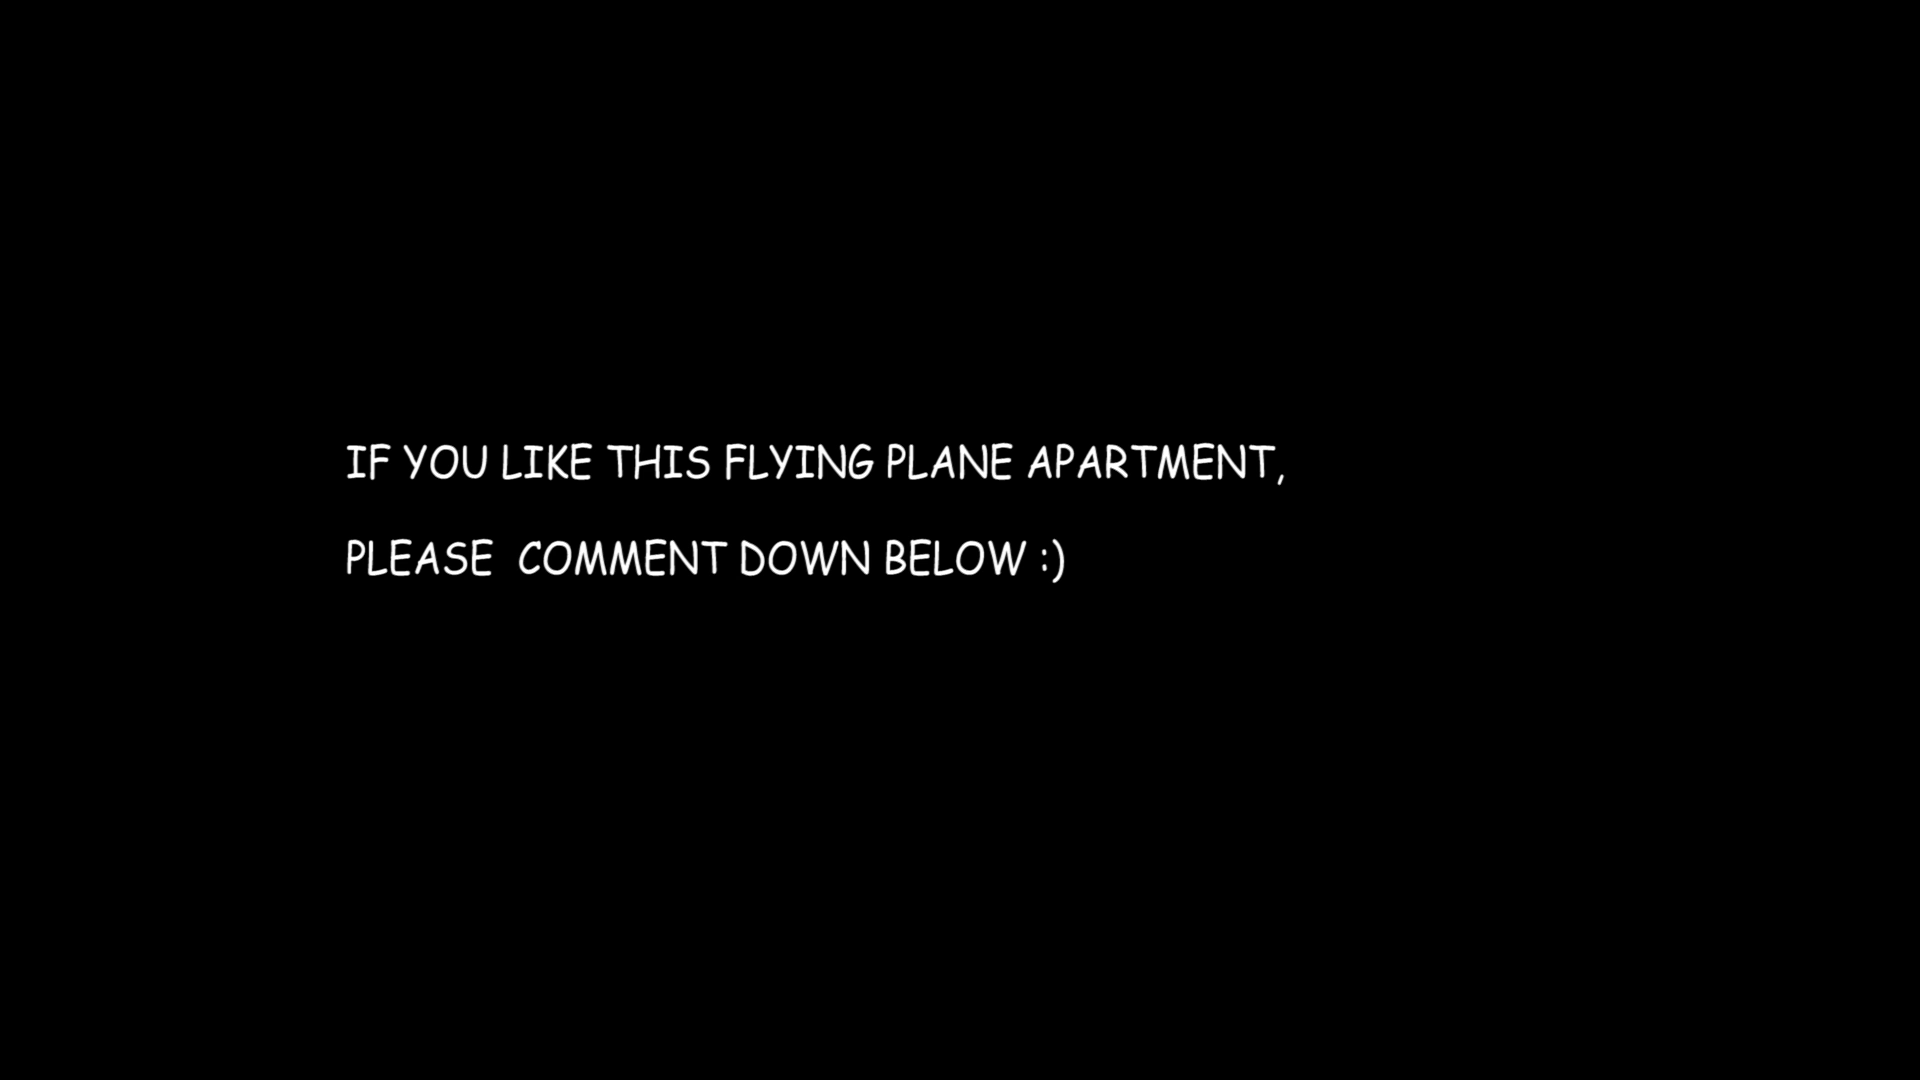 IF YOU LIKE THIS FLYING PLANE APARTMENT,
PLEASE  COMMENT DOWN BELOW :)